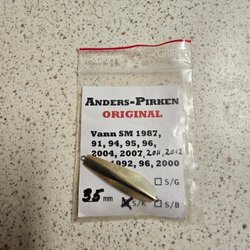 ANDERS-PIRKEN
ORIGINAL
Vann SM 1987,
91, 94, 95, 96,
2004, 2007, 2011, 2012
1992, 96, 2000
S/G
35 mm S/K S/B